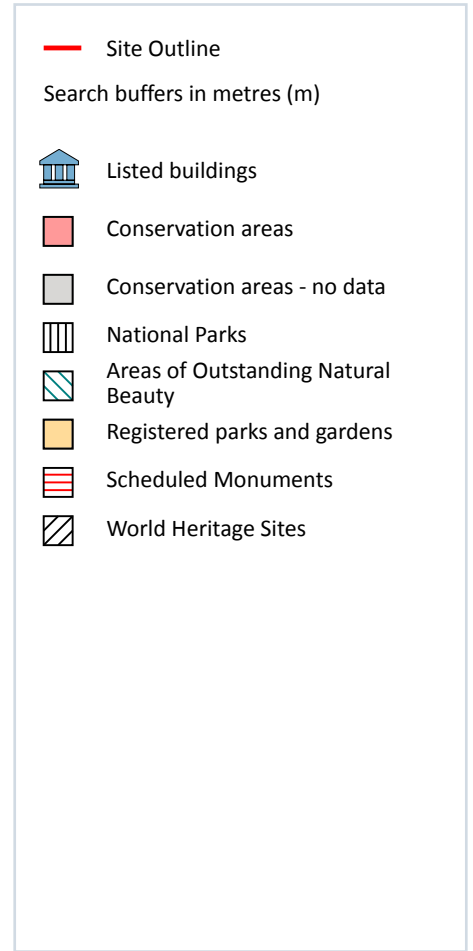 Site Outline
Search buffers in metres (m)
Listed buildings
Conservation areas
Conservation areas - no data
National Parks
Areas of Outstanding Natural
Beauty
Registered parks and gardens
Scheduled Monuments
World Heritage Sites